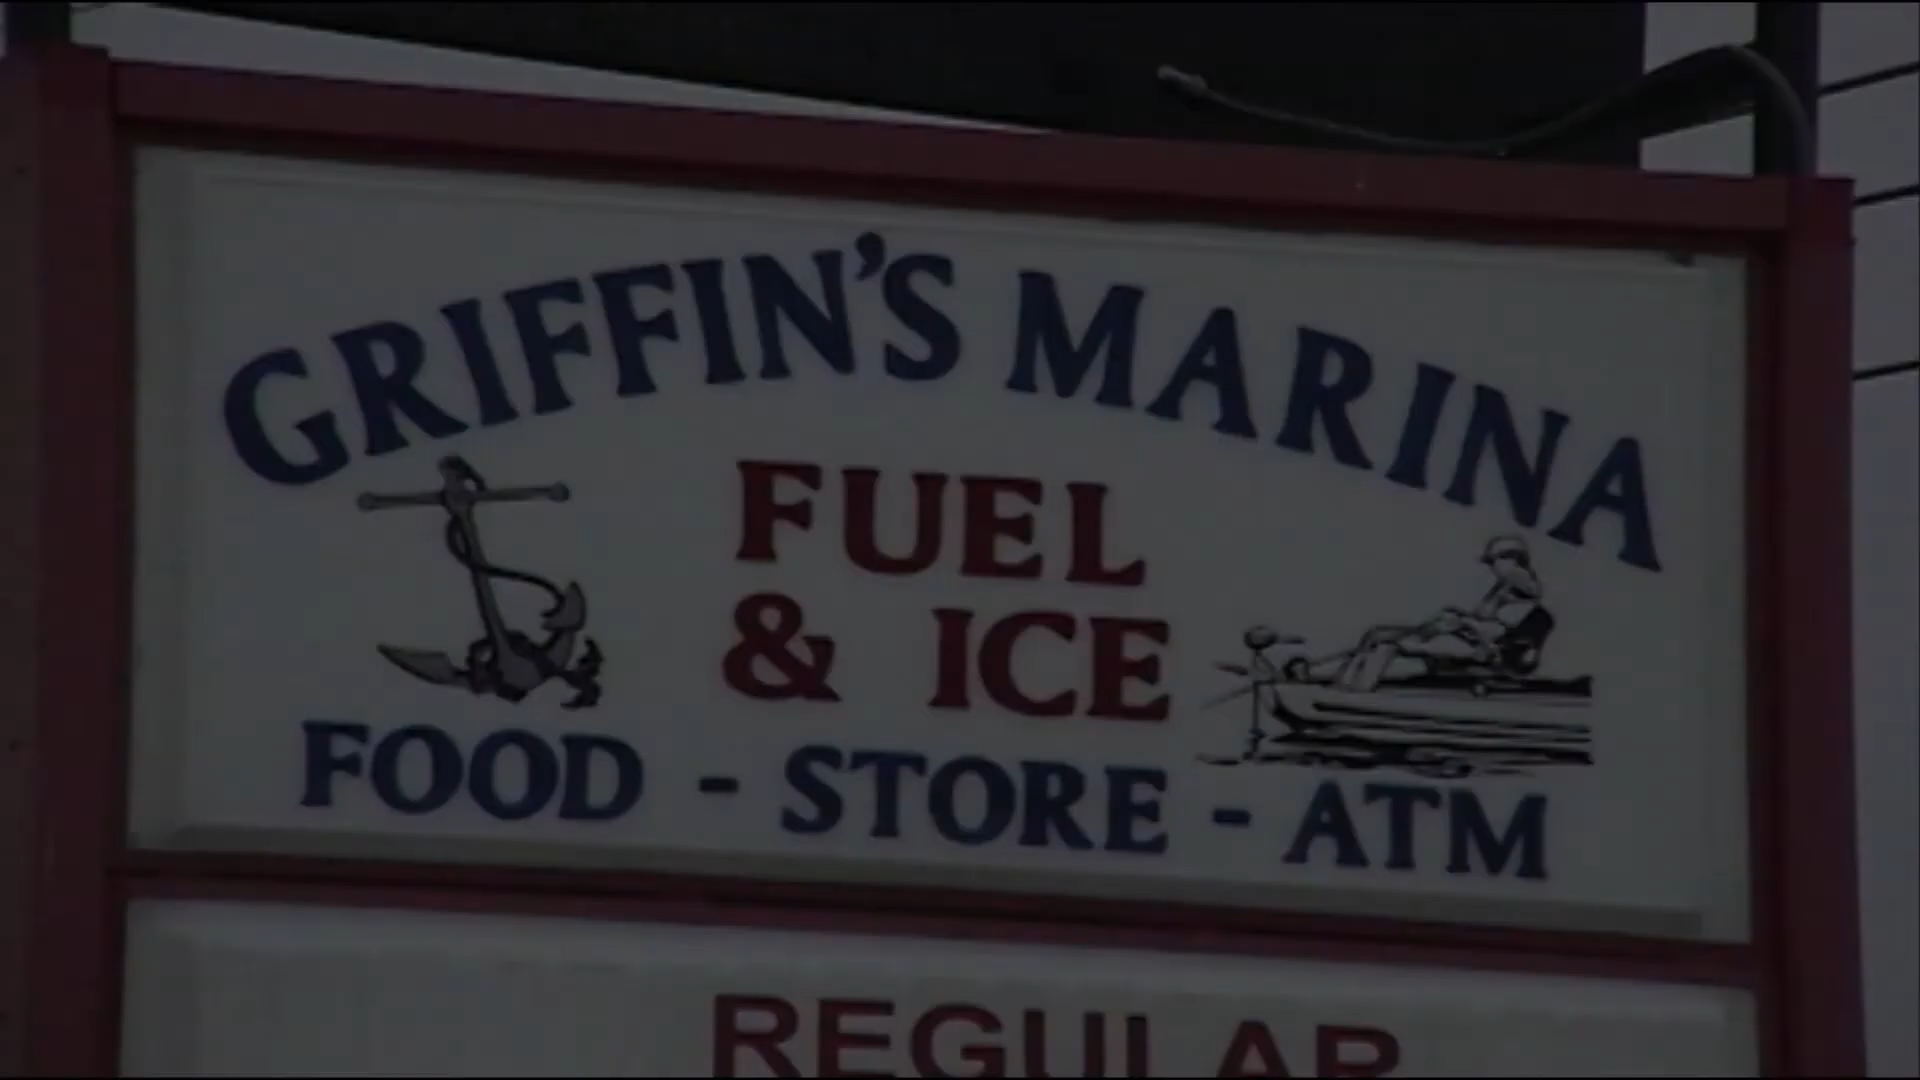 GRIFFIN'S MARINA
FUEL
& ICE
FOOD - STORE - ATM
REGULAR